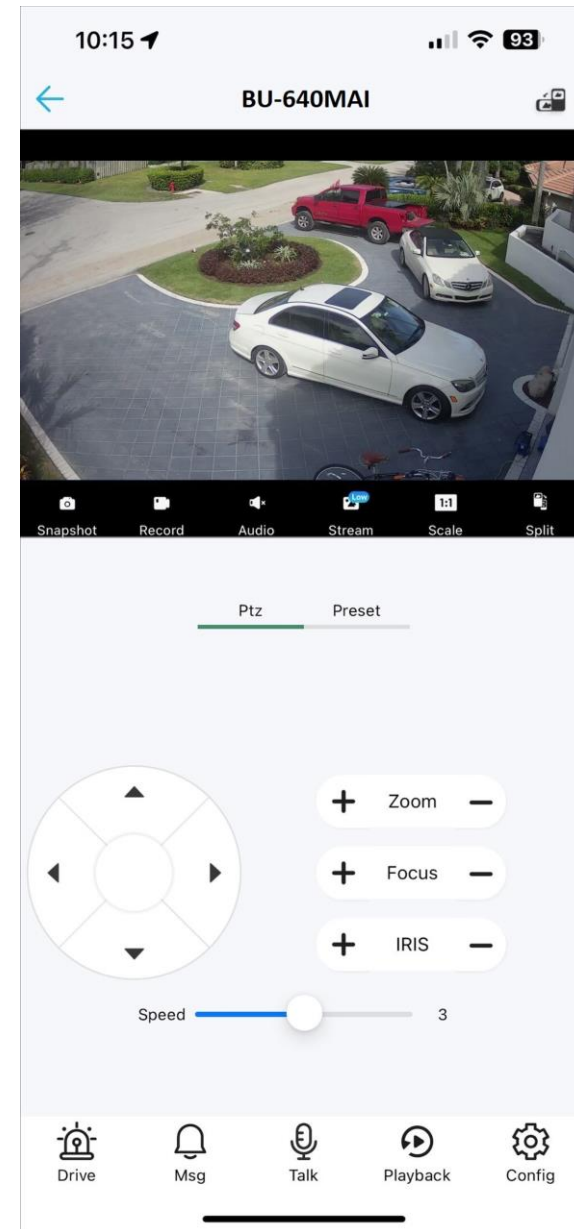 10:15
93
BU-640MAI
Low
1:1
Snapshot Record Audio Stream Scale Split
Ptz Preset
+ Zoom −
+ Focus −
+ IRIS −
Speed 3
Drive Msg Talk Playback Config